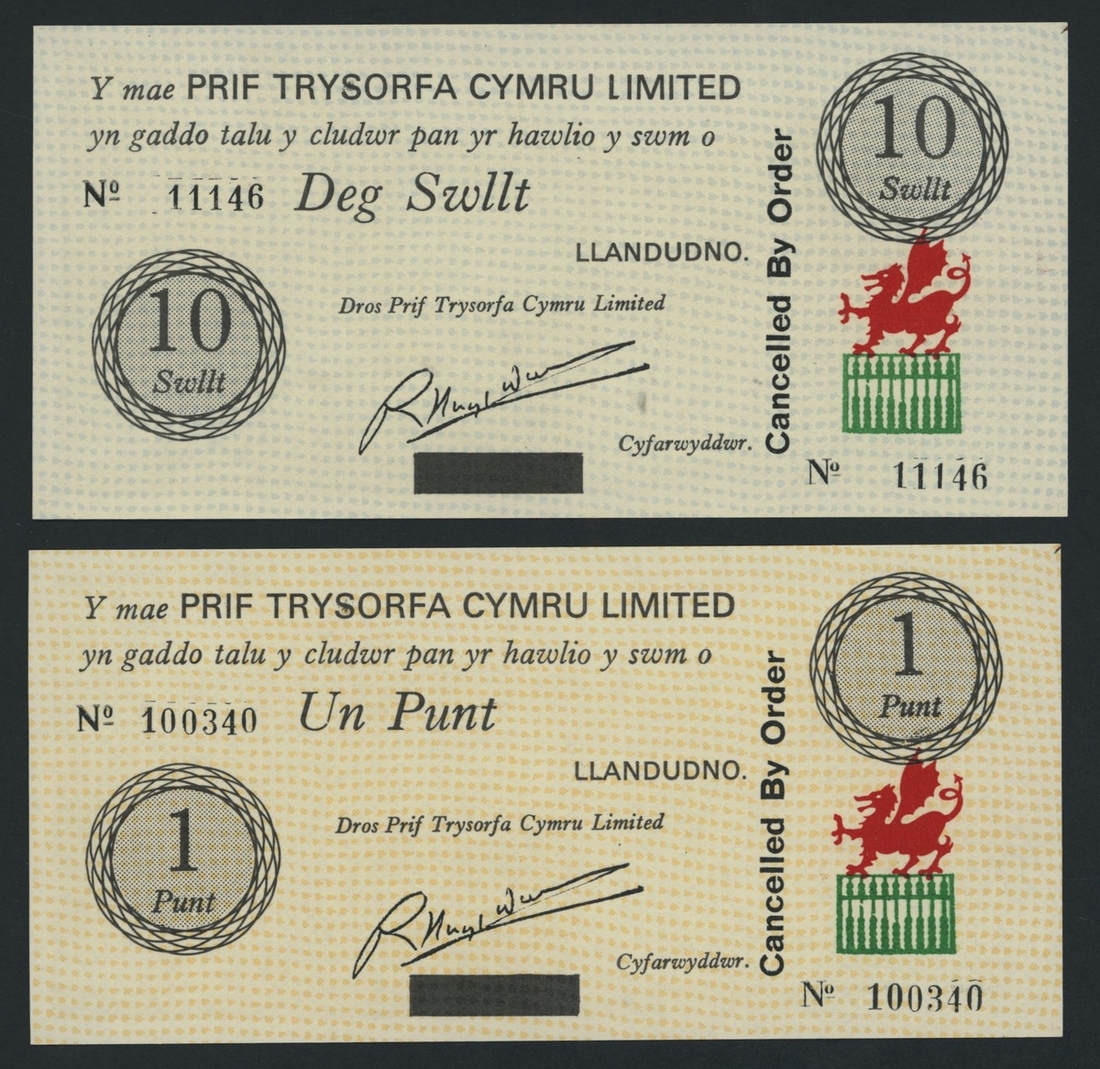 Y mae PRIF TRYSORFA CYMRU LIMITED
yn gaddo talu y cludwr pan yr hawlio y swm o
Nº 11146 Deg Swllt
LLANDUDNO.
10
Swllt
Dros Prif Trysorfa Cymru Limited
Cyfarwyddwr.
Cancelled By Order
10
Swllt
Nº 11146
Y mae PRIF TRYSORFA CYMRU LIMITED
yn gaddo talu y cludwr pan yr hawlio y swm o
Nº 100340 Un Punt
LLANDUDNO.
1
Punt
Dros Prif Trysorfa Cymru Limited
Cyfarwyddwr.
Cancelled By Order
1
Punt
Nº 100340